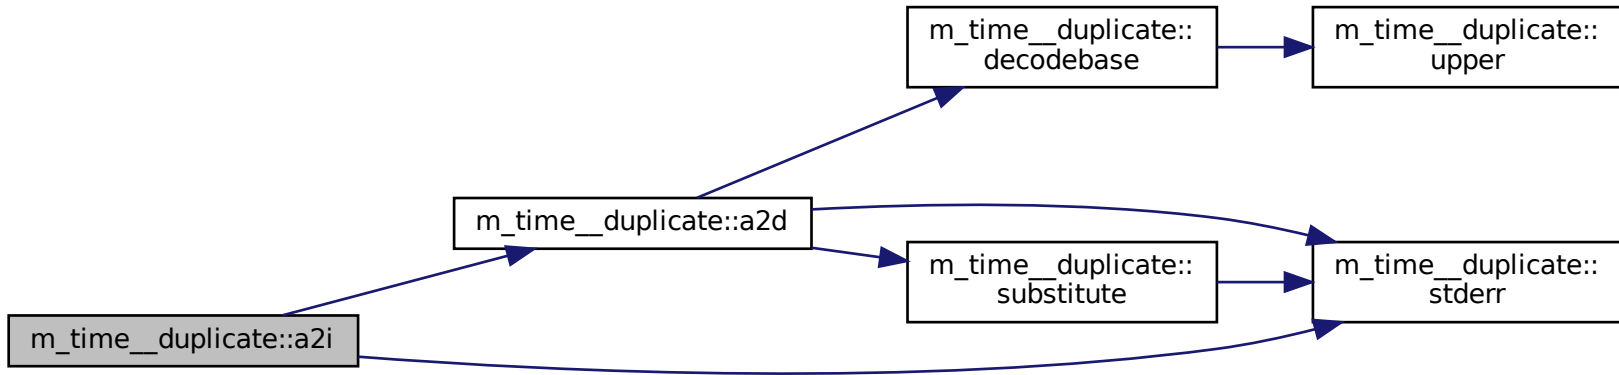 m_time__duplicate::
decodebase
m_time__duplicate::
upper
m_time__duplicate::a2d
m_time__duplicate::
substitute
m_time__duplicate::
stderr
m_time__duplicate::a2i